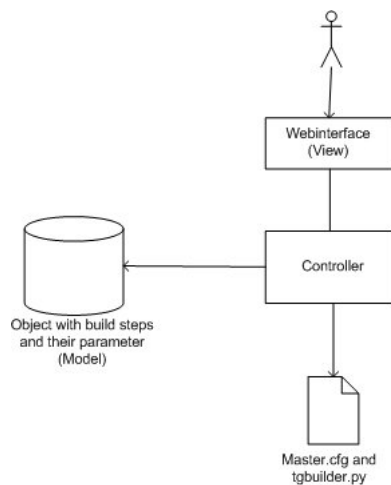 Webinterface
(View)
Controller
Object with build steps
and their parameter
(Model)
Master.cfg and
tgbuilder.py